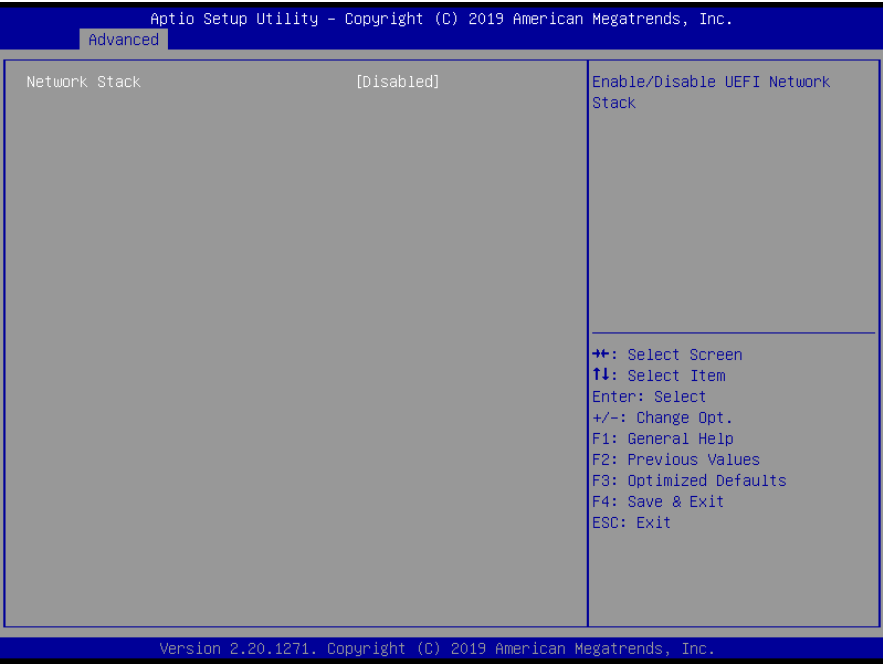 Aptio Setup Utility – Copyright (C) 2019 American Megatrends, Inc.
Advanced
Network Stack [Disabled]
Enable/Disable UEFI Network
Stack
→←: Select Screen
↑↓: Select Item
Enter: Select
+/-: Change Opt.
F1: General Help
F2: Previous Values
F3: Optimized Defaults
F4: Save & Exit
ESC: Exit
Version 2.20.1271. Copyright (C) 2019 American Megatrends, Inc.